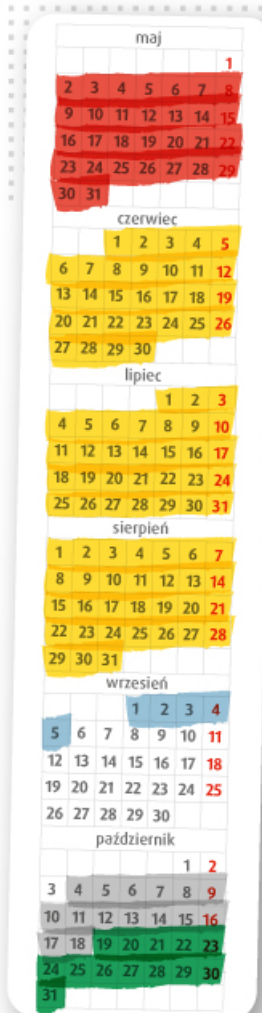 maj
1
2 3 4 5 6 7 8
9 10 11 12 13 14 15
16 17 18 19 20 21 22
23 24 25 26 27 28 29
30 31
czerwiec
1 2 3 4 5
6 7 8 9 10 11 12
13 14 15 16 17 18 19
20 21 22 23 24 25 26
27 28 29 30
lipiec
1 2 3
4 5 6 7 8 9 10
11 12 13 14 15 16 17
18 19 20 21 22 23 24
25 26 27 28 29 30 31
sierpień
1 2 3 4 5 6 7
8 9 10 11 12 13 14
15 16 17 18 19 20 21
22 23 24 25 26 27 28
29 30 31
wrzesień
1 2 3 4
5 6 7 8 9 10 11
12 13 14 15 16 17 18
19 20 21 22 23 24 25
26 27 28 29 30
październik
1 2
3 4 5 6 7 8 9
10 11 12 13 14 15 16
17 18 19 20 21 22 23
24 25 26 27 28 29 30
31